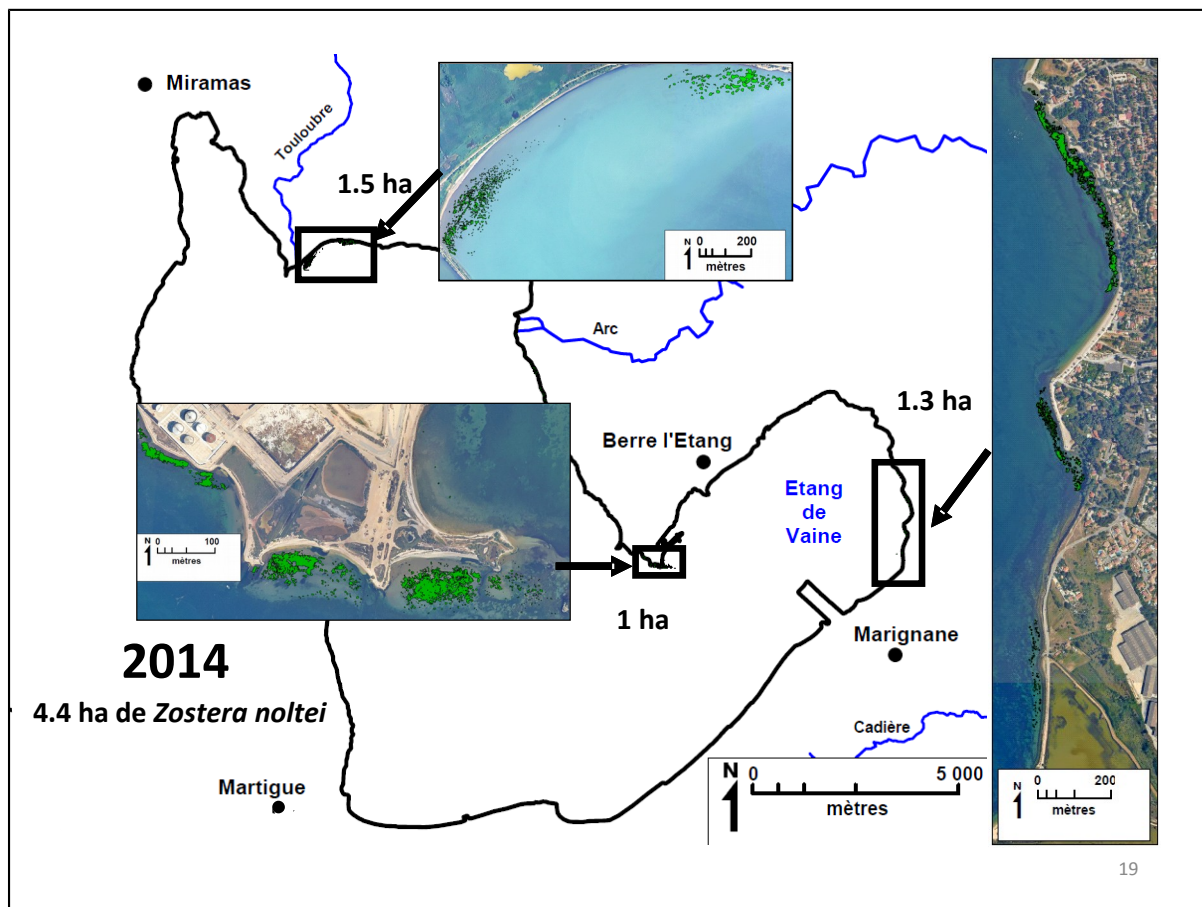 Miramas
Touloubre
1.5 ha
N 0 200
mètres
Arc
1.3 ha
Berre l'Etang
Etang
de
Vaine
N 0 100
mètres
1 ha
Marignane
2014
4.4 ha de Zostera noltei
Cadière
Martigue
N 0 5 000
mètres
N 0 200
mètres
19